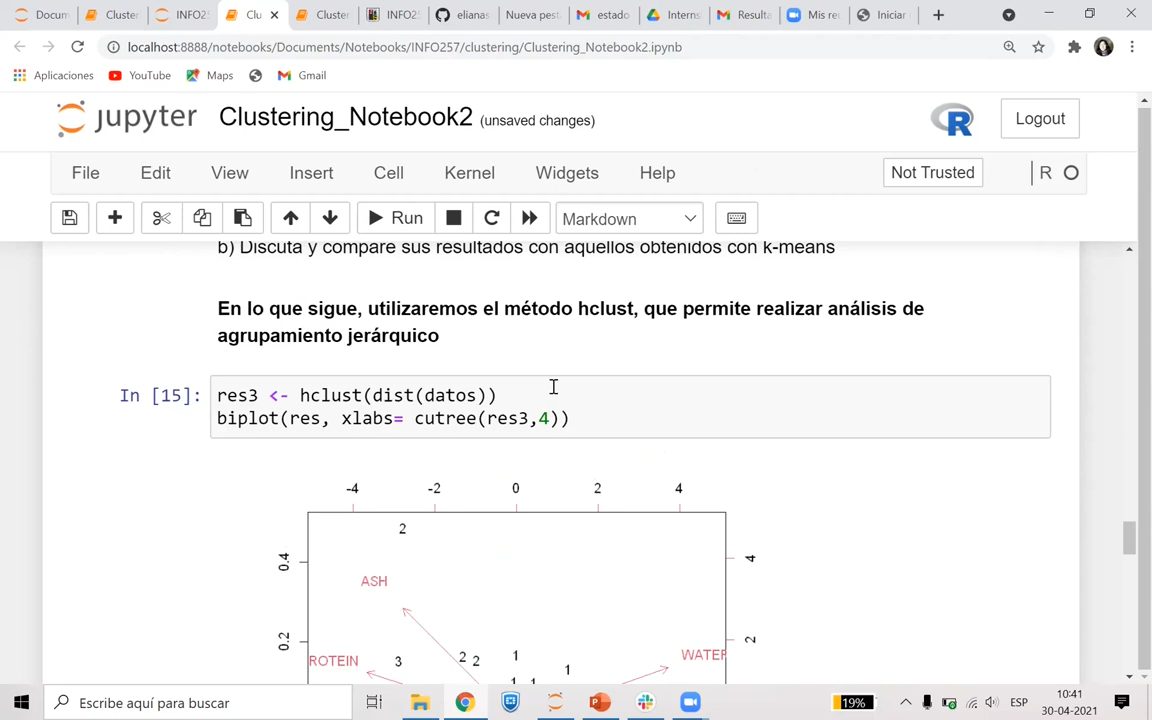 Docum
Cluster
INFO25
Clu
Cluster
INFO2
elianas
Nueva pest
estado
Interns
Resulta
Mis re
Iniciar
localhost:8888/notebooks/Documents/Notebooks/INFO257/clustering/Clustering_Notebook2.ipynb
Aplicaciones
YouTube
Maps
Gmail
jupyter
Clustering_Notebook2 (unsaved changes)
R
Logout
File
Edit
View
Insert
Cell
Kernel
Widgets
Help
Not Trusted
R
Run
Markdown
b) Discuta y compare sus resultados con aquellos obtenidos con k-means
En lo que sigue, utilizaremos el método hclust, que permite realizar análisis de
agrupamiento jerárquico
In [15]:
res3 <- hclust(dist(datos))
biplot(res, xlabs= cutree(res3,4))
-4 -2 0 2 4
2
0.4
4
ASH
0.2
2
ROTEIN
3
2 2
1
1
WATER
1 1
Escribe aquí para buscar
19%
ESP
10:41
30-04-2021